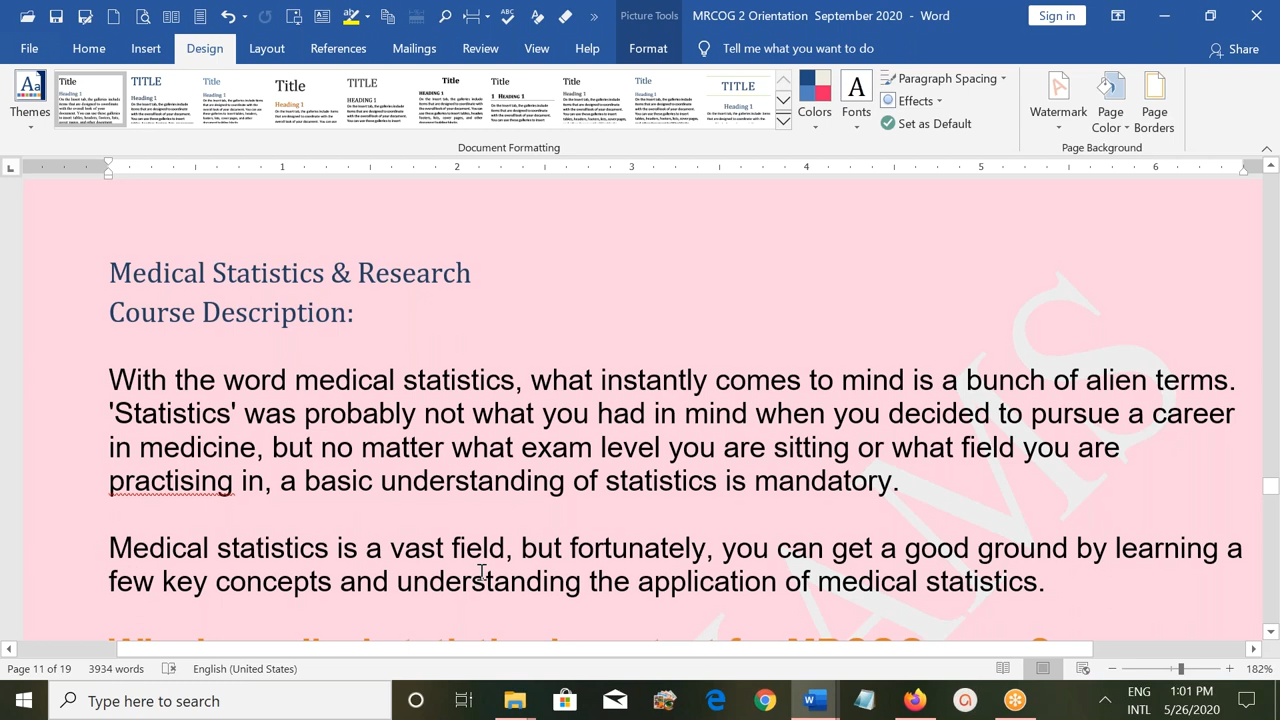 Picture Tools
MRCOG 2 Orientation September 2020 - Word
Sign in
File Home Insert Design Layout References Mailings Review View Help Format Tell me what you want to do Share
Themes
Document Formatting
Colors
Fonts
Paragraph Spacing
Effects
Set as Default
Watermark
Page Color
Page Borders
Page Background
1 2 3 4 5 6
Medical Statistics & Research
Course Description:
With the word medical statistics, what instantly comes to mind is a bunch of alien terms.
'Statistics' was probably not what you had in mind when you decided to pursue a career
in medicine, but no matter what exam level you are sitting or what field you are
practising in, a basic understanding of statistics is mandatory.
Medical statistics is a vast field, but fortunately, you can get a good ground by learning a
few key concepts and understanding the application of medical statistics.
AMS
Page 11 of 19 3934 words English (United States) 182%
Type here to search
ENG
INTL
1:01 PM
5/26/2020